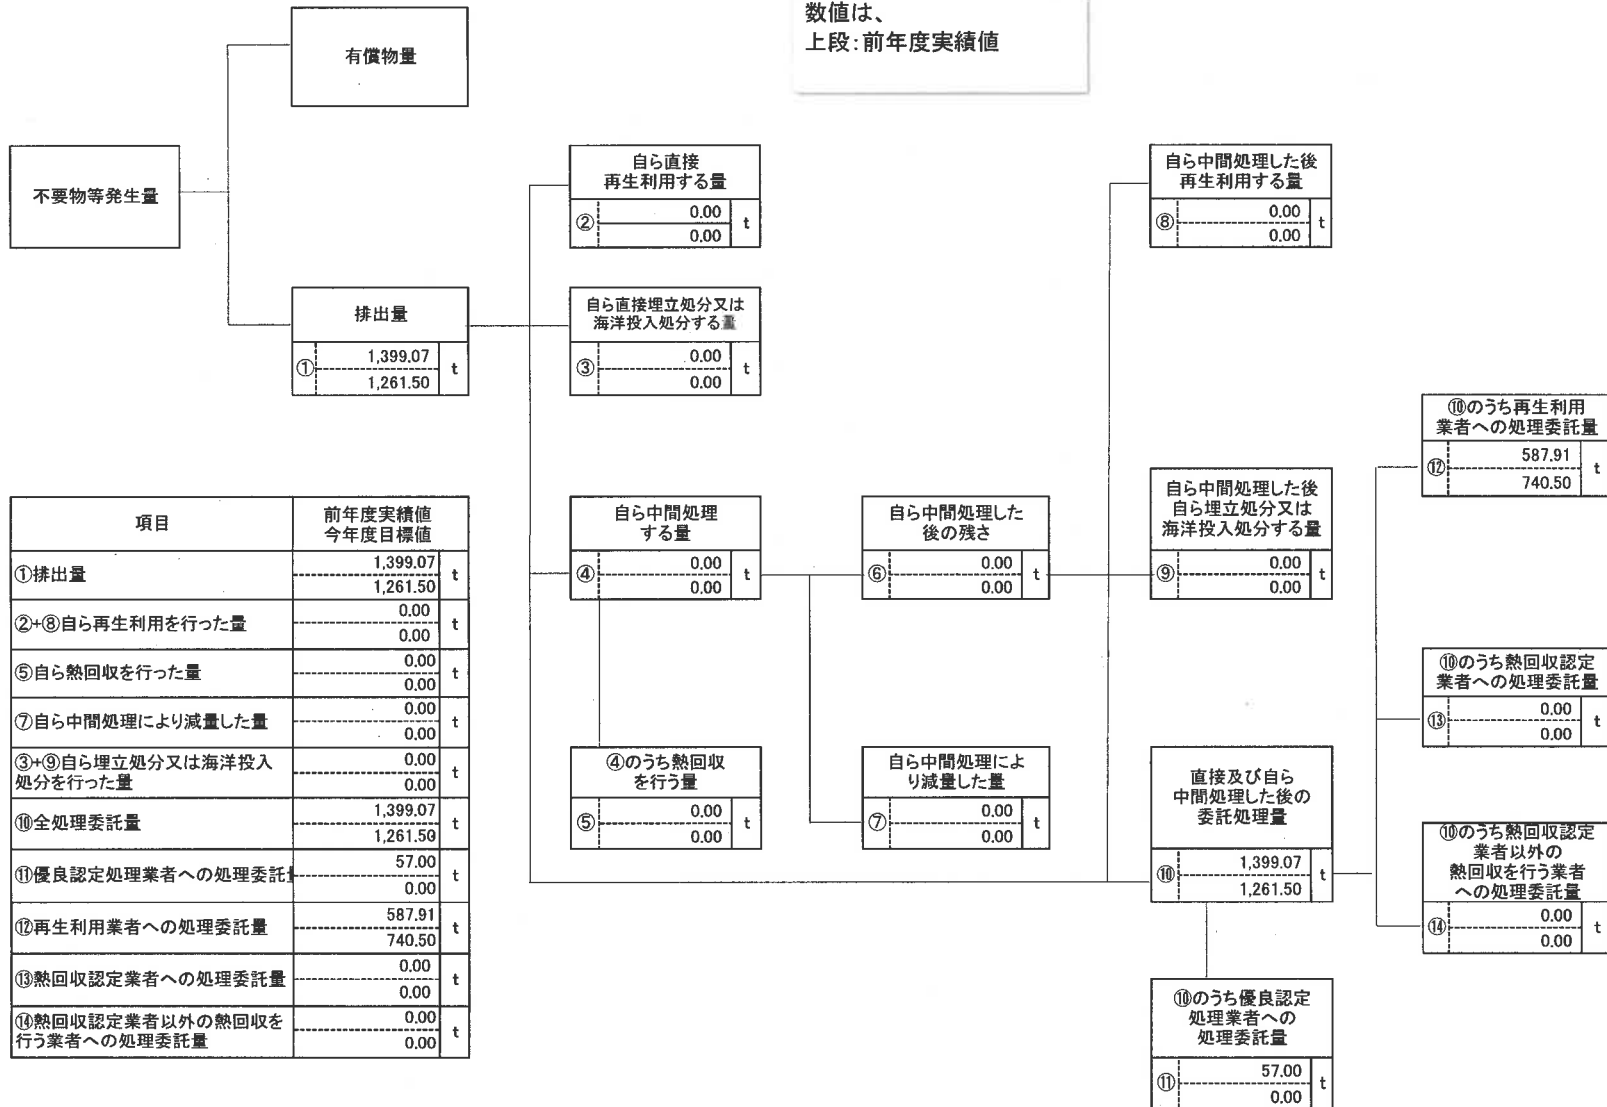 数値は、
上段:前年度実績値
有償物量
不要物等発生量
排出量
① 1,399.07 t
1,261.50
自ら直接
再生利用する量
② 0.00 t
0.00
自ら直接埋立処分又は
海洋投入処分する量
③ 0.00 t
0.00
自ら中間処理
する量
④ 0.00 t
0.00
④のうち熱回収
を行う量
⑤ 0.00 t
0.00
自ら中間処理した
後の残さ
⑥ 0.00 t
0.00
自ら中間処理によ
り減量した量
⑦ 0.00 t
0.00
自ら中間処理した後
再生利用する量
⑧ 0.00 t
0.00
自ら中間処理した後
自ら埋立処分又は
海洋投入処分する量
⑨ 0.00 t
0.00
直接及び自ら
中間処理した後の
委託処理量
⑩ 1,399.07 t
1,261.50
⑩のうち優良認定
処理業者への
処理委託量
⑪ 57.00 t
0.00
⑩のうち再生利用
業者への処理委託量
⑫ 587.91 t
740.50
⑩のうち熱回収認定
業者への処理委託量
⑬ 0.00 t
0.00
⑩のうち熱回収認定
業者以外の
熱回収を行う業者
への処理委託量
⑭ 0.00 t
0.00
項目 前年度実績値
今年度目標値
①排出量 1,399.07 t
1,261.50
②+⑧自ら再生利用を行った量 0.00 t
0.00
⑤自ら熱回収を行った量 0.00 t
0.00
⑦自ら中間処理により減量した量 0.00 t
0.00
③+⑨自ら埋立処分又は海洋投入 0.00 t
処分を行った量 0.00
⑩全処理委託量 1,399.07 t
1,261.50
⑪優良認定処理業者への処理委託 57.00 t
0.00
⑫再生利用業者への処理委託量 587.91 t
740.50
⑬熱回収認定業者への処理委託量 0.00 t
0.00
⑭熱回収認定業者以外の熱回収を 0.00 t
行う業者への処理委託量 0.00